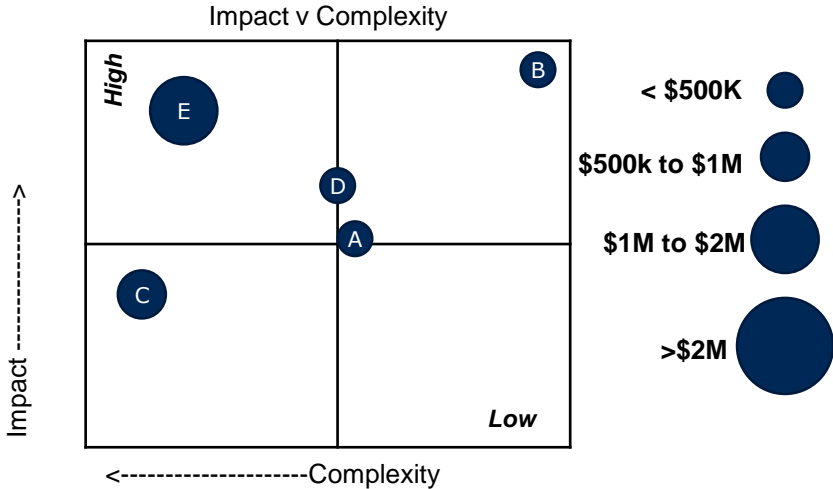 Impact v Complexity
High
B
E
D
A
C
Low
Impact --------------->
<--------------------Complexity
< $500K
$500k to $1M
$1M to $2M
>$2M